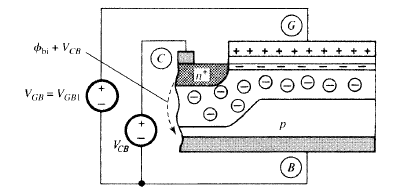 G
ϕbi + VCB
C
n+
+ + + + + + + + + +
− − − − − − −
VGB = VGB1
+
−
+
−
VCB
p
B